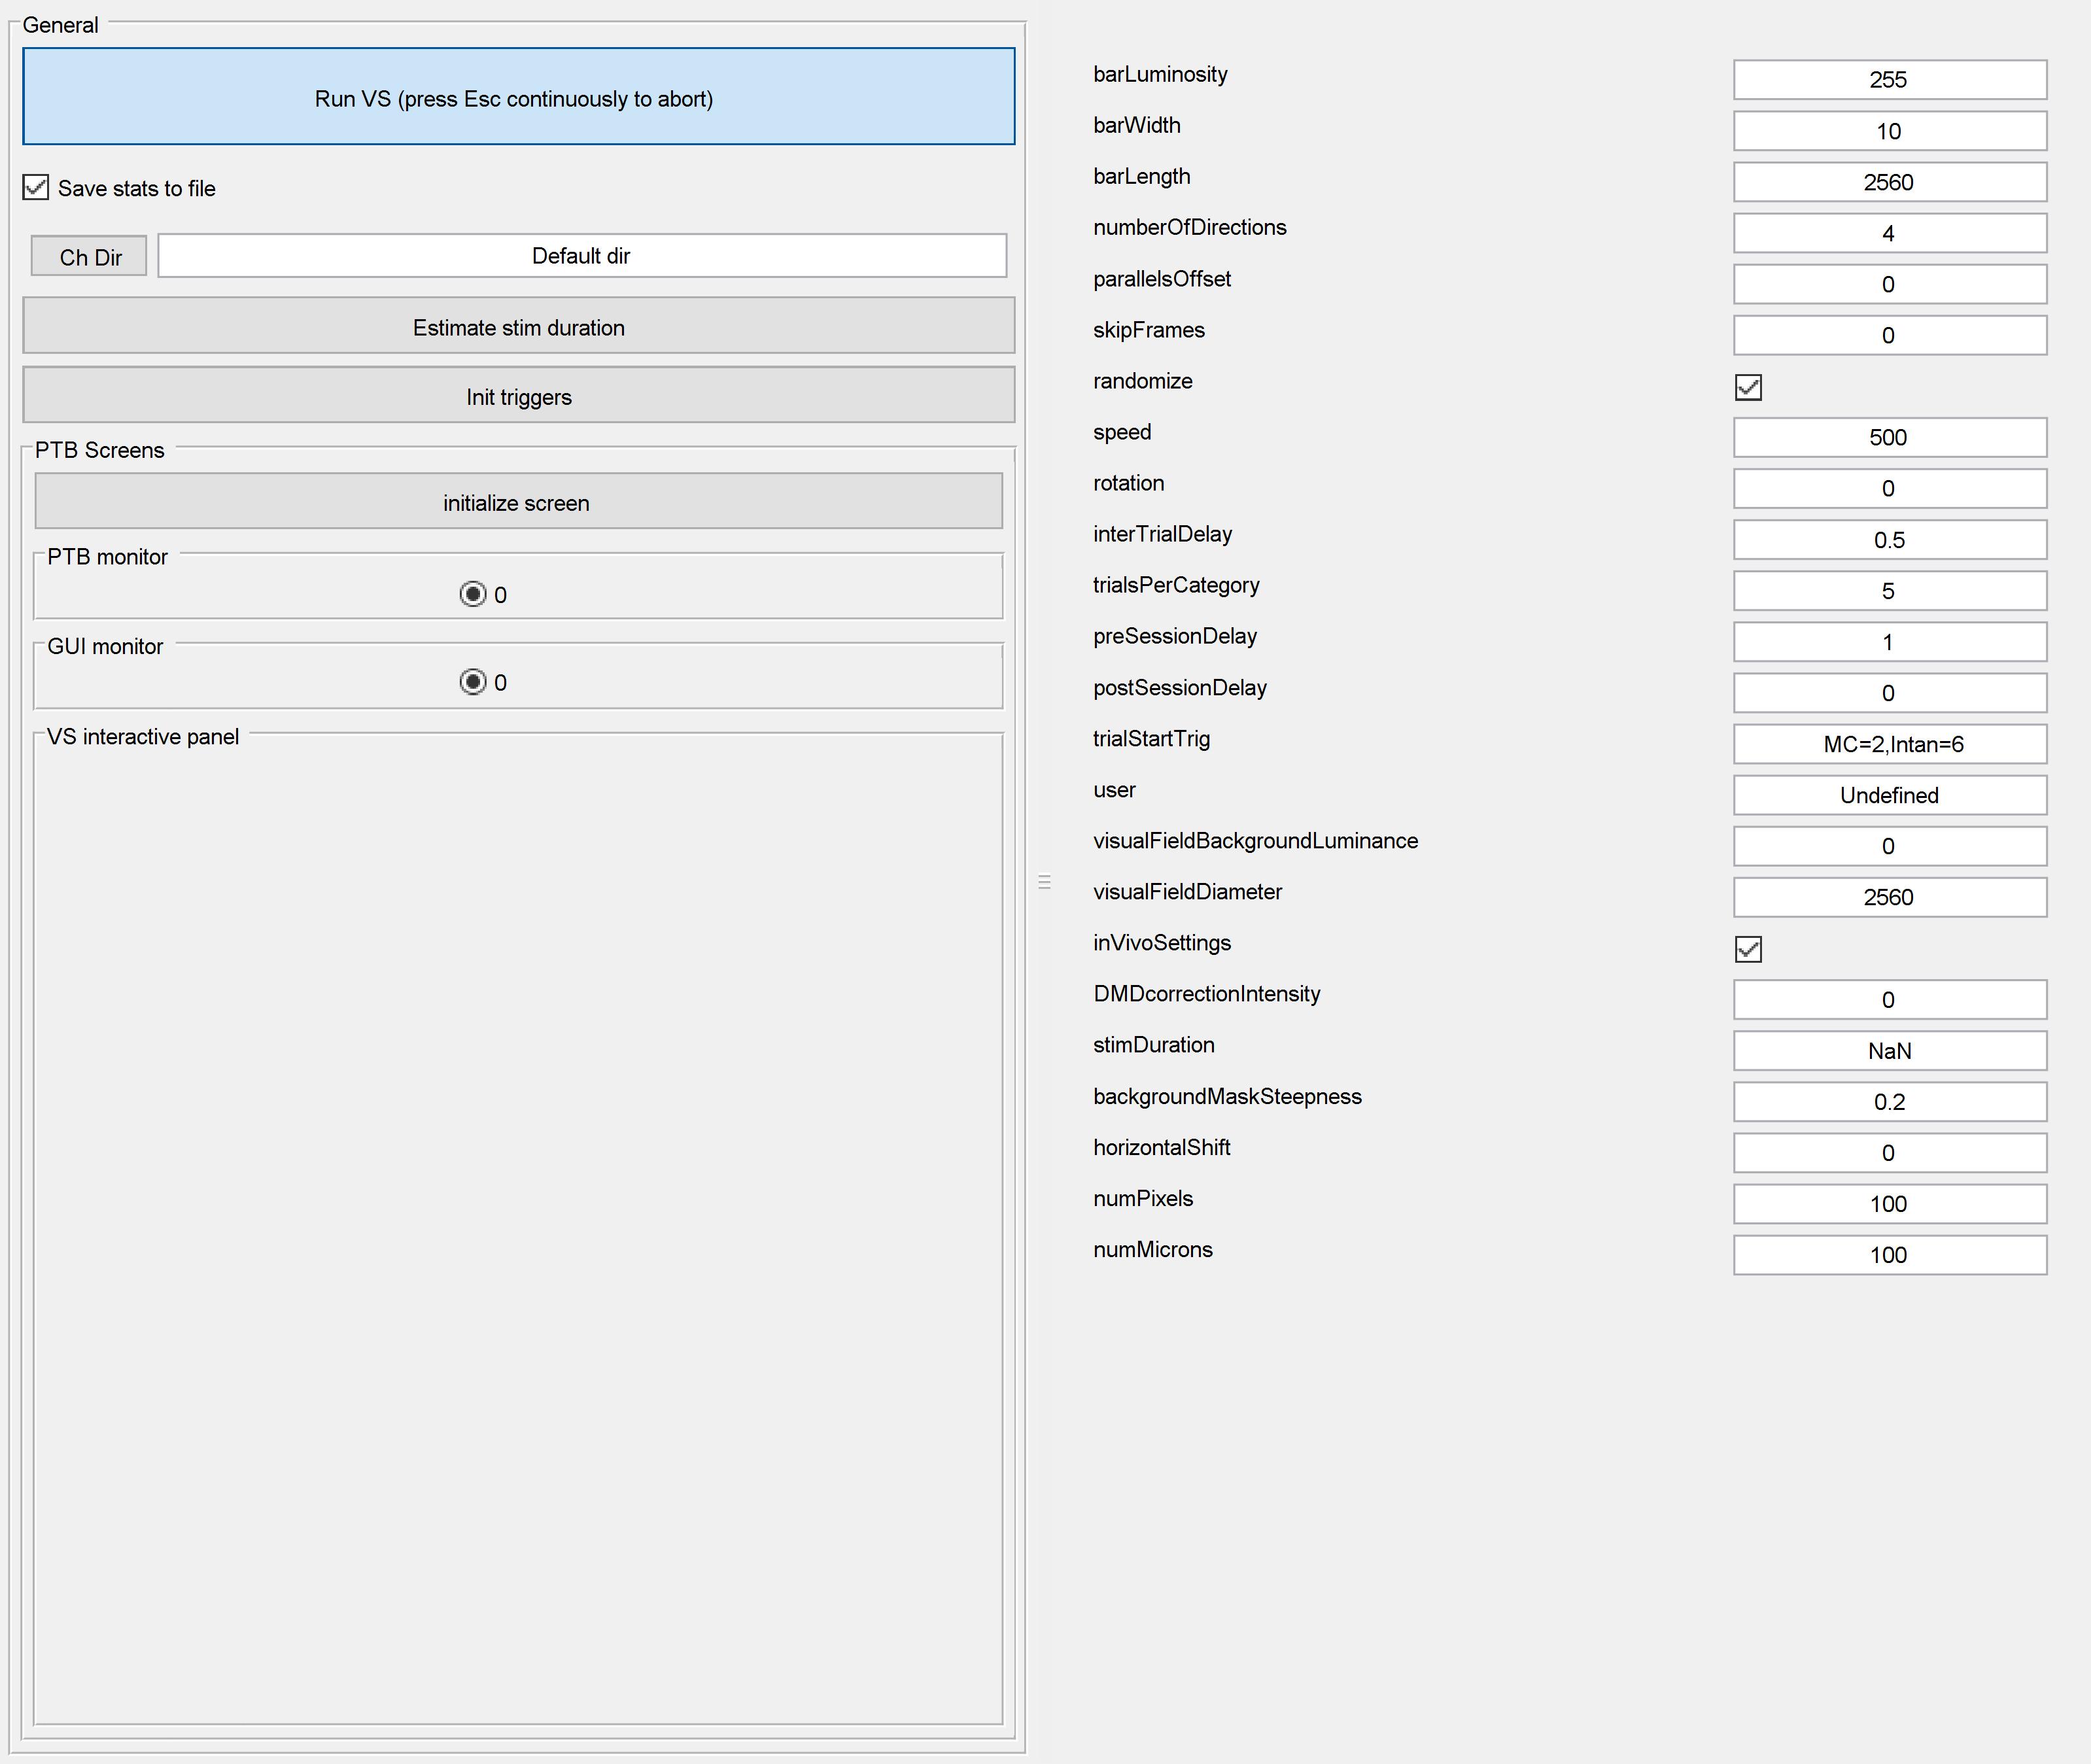 General
Run VS (press Esc continuously to abort)
Save stats to file
Ch Dir
Default dir
Estimate stim duration
Init triggers
PTB Screens
initialize screen
PTB monitor
0
GUI monitor
0
VS interactive panel
barLuminosity 255
barWidth 10
barLength 2560
numberOfDirections 4
parallelsOffset 0
skipFrames 0
randomize
speed 500
rotation 0
interTrialDelay 0.5
trialsPerCategory 5
preSessionDelay 1
postSessionDelay 0
trialStartTrig MC=2,Intan=6
user Undefined
visualFieldBackgroundLuminance 0
visualFieldDiameter 2560
inVivoSettings
DMDcorrectionIntensity 0
stimDuration NaN
backgroundMaskSteepness 0.2
horizontalShift 0
numPixels 100
numMicrons 100